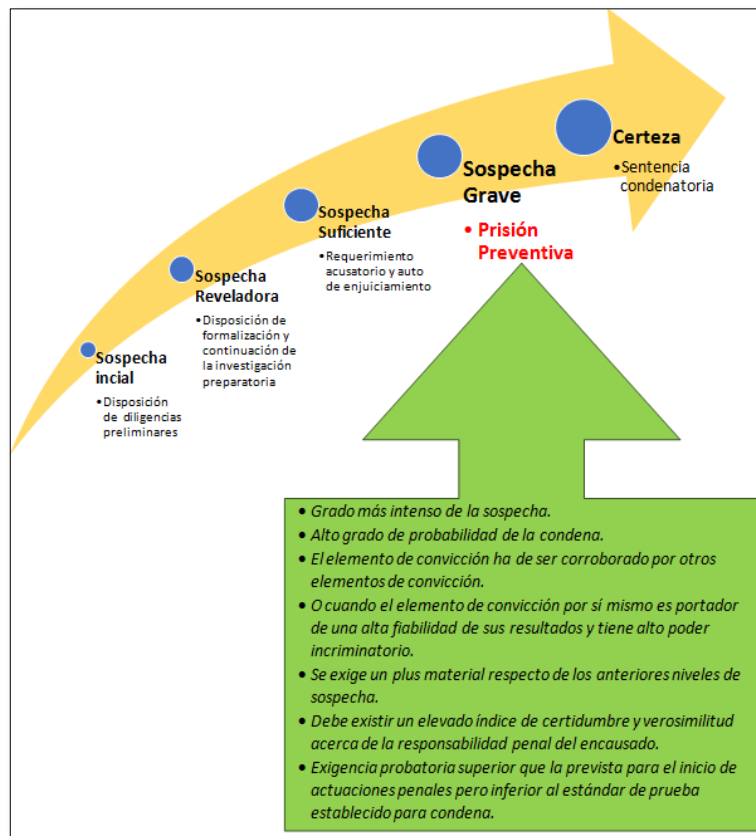 Certeza
•Sentencia
condenatoria
Sospecha
Grave
• Prisión
Preventiva
Sospecha
Suficiente
•Requerimiento
acusatorio y auto
de enjuiciamiento
Sospecha
Reveladora
•Disposición de
formalización y
continuación de
la investigación
preparatoria
Sospecha
incial
•Disposición
de diligencias
preliminares
• Grado más intenso de la sospecha.
• Alto grado de probabilidad de la condena.
• El elemento de convicción ha de ser corroborado por otros
elementos de convicción.
• O cuando el elemento de convicción por sí mismo es portador
de una alta fiabilidad de sus resultados y tiene alto poder
incriminatorio.
• Se exige un plus material respecto de los anteriores niveles de
sospecha.
• Debe existir un elevado índice de certidumbre y verosimilitud
acerca de la responsabilidad penal del encausado.
• Exigencia probatoria superior que la prevista para el inicio de
actuaciones penales pero inferior al estándar de prueba
establecido para condena.